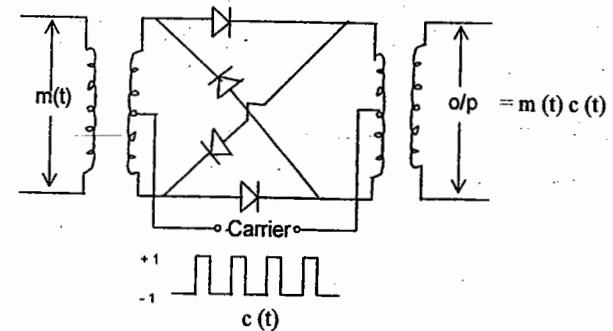 m(t)
o/p = m (t) c (t)
Carrier
+1
-1
c (t)